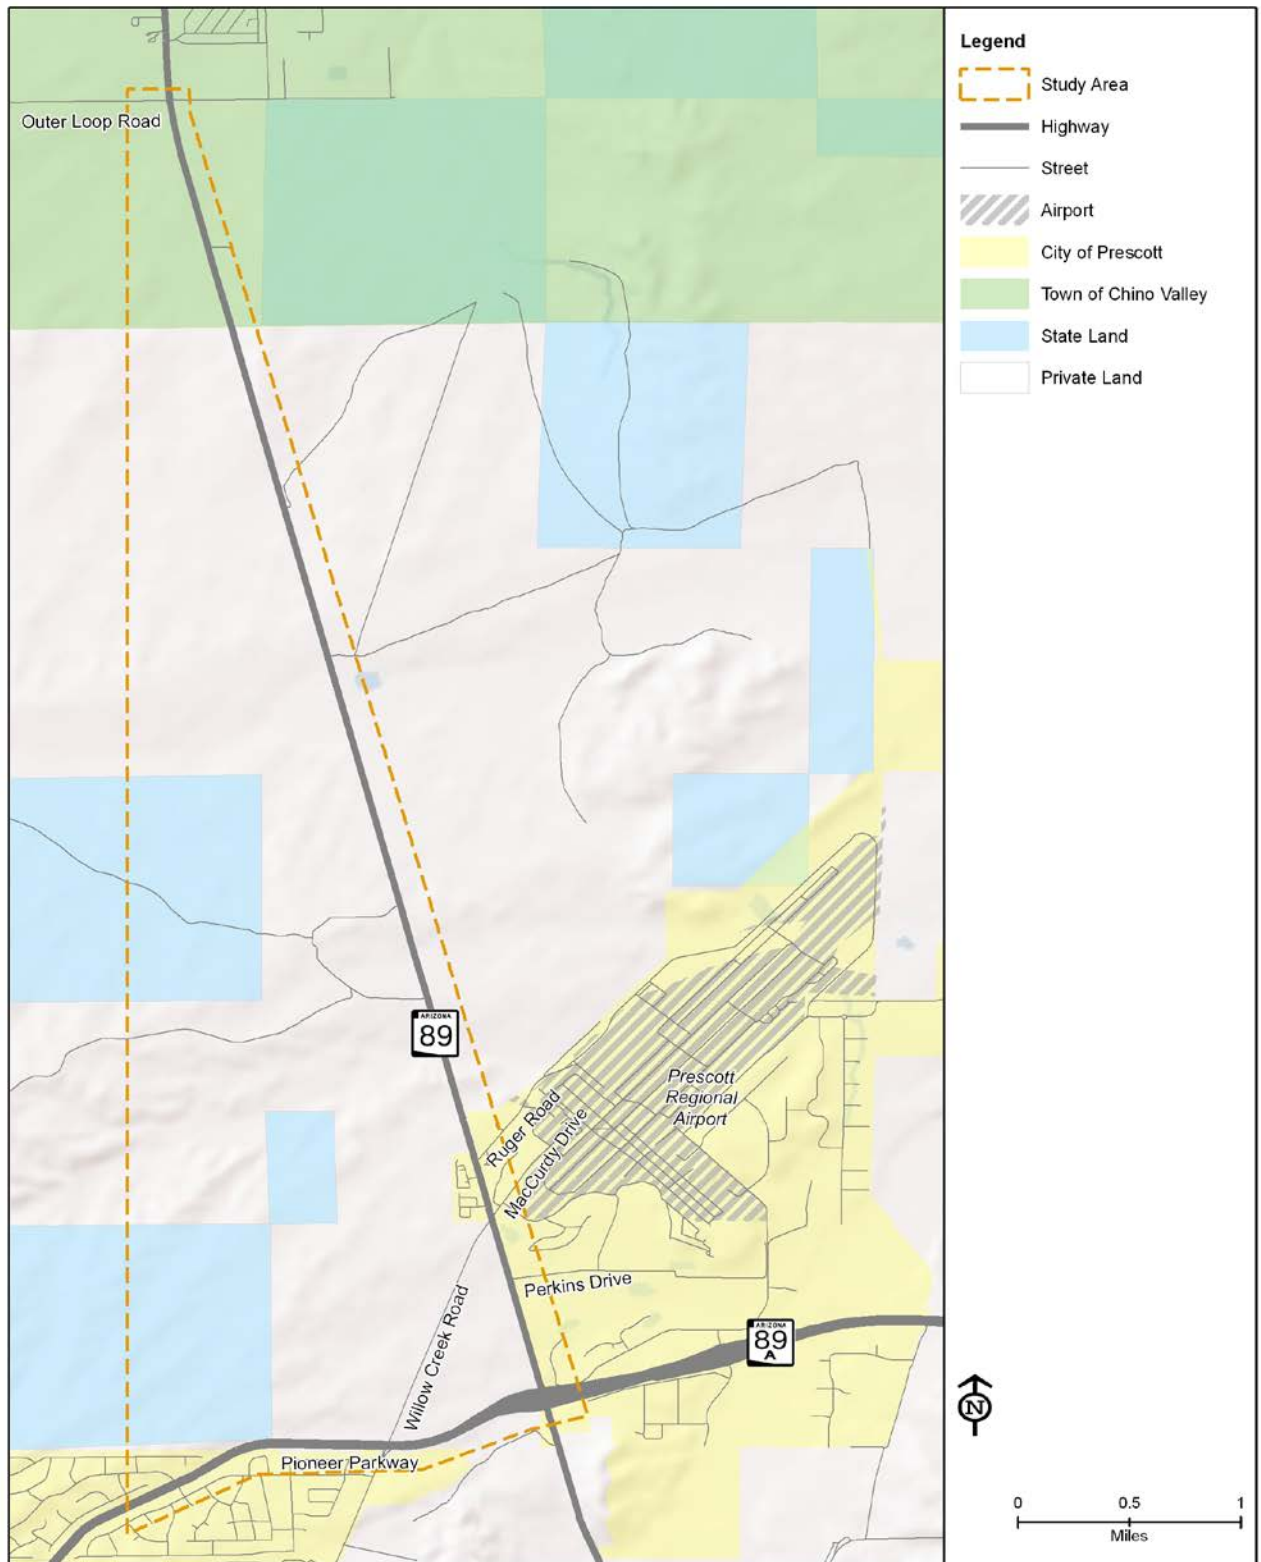 Outer Loop Road
ARIZONA
89
Ruger Road
MacCurdy Drive
Prescott
Regional
Airport
Perkins Drive
Willow Creek Road
ARIZONA
89
A
Pioneer Parkway
Legend
Study Area
Highway
Street
Airport
City of Prescott
Town of Chino Valley
State Land
Private Land
N
0 0.5 1
Miles